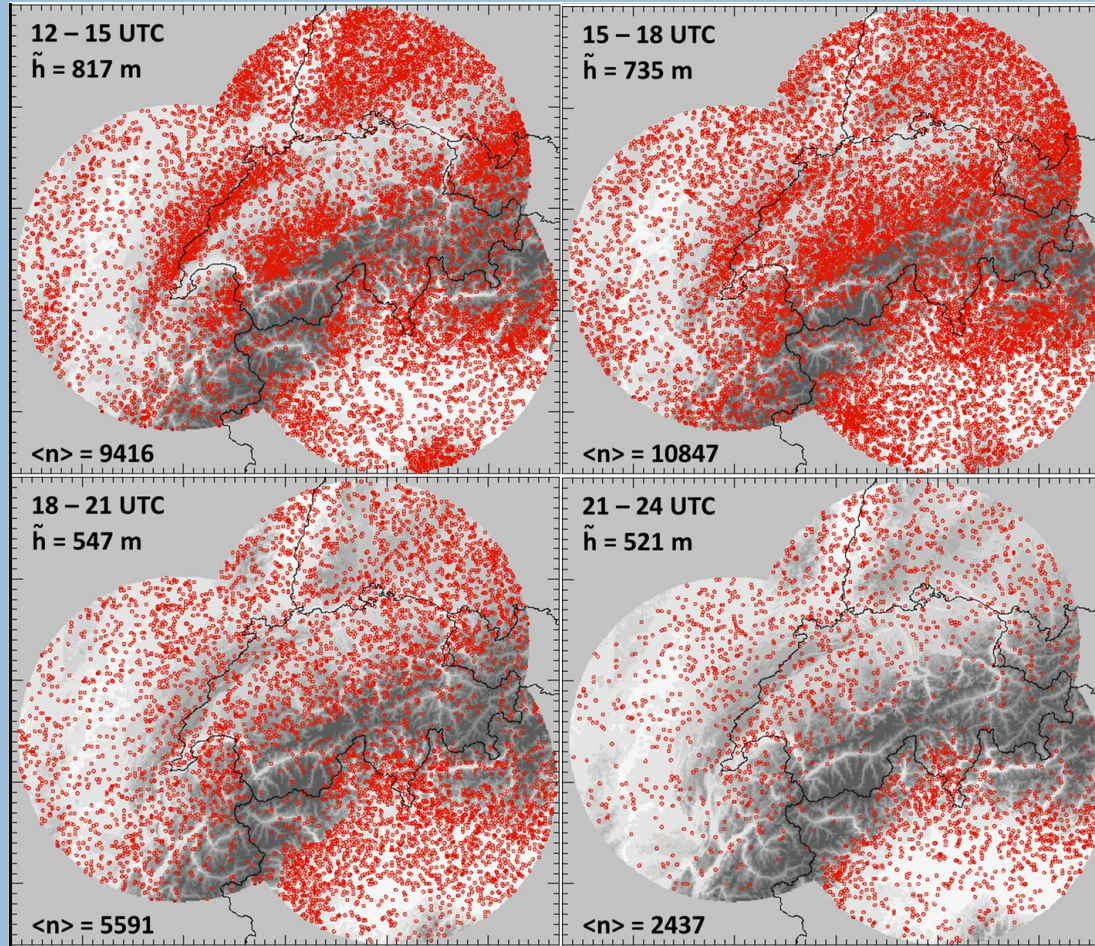 12 – 15 UTC
h̃ = 817 m
<n> = 9416
15 – 18 UTC
h̃ = 735 m
<n> = 10847
18 – 21 UTC
h̃ = 547 m
<n> = 5591
21 – 24 UTC
h̃ = 521 m
<n> = 2437